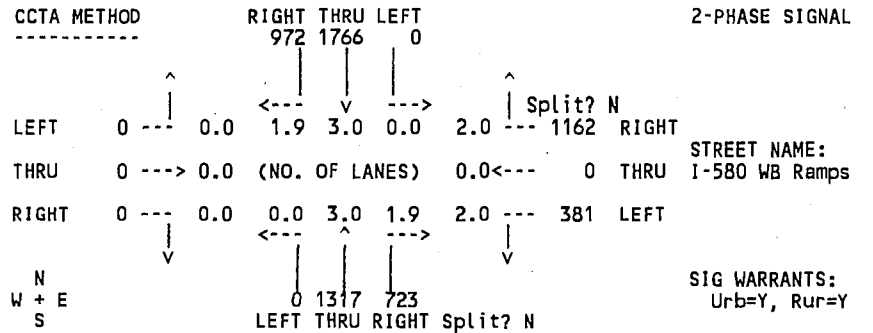 CCTA METHOD RIGHT THRU LEFT 2-PHASE SIGNAL
----------- 972 1766 0
^ ^
<--- v ---> Split? N
LEFT 0 --- 0.0 1.9 3.0 0.0 2.0 --- 1162 RIGHT
STREET NAME:
THRU 0 ---> 0.0 (NO. OF LANES) 0.0<--- 0 THRU I-580 WB Ramps
RIGHT 0 --- 0.0 0.0 3.0 1.9 2.0 --- 381 LEFT
<--- ^ --->
v v
N SIG WARRANTS:
W + E 0 1317 723 Urb=Y, Rur=Y
S LEFT THRU RIGHT Split? N